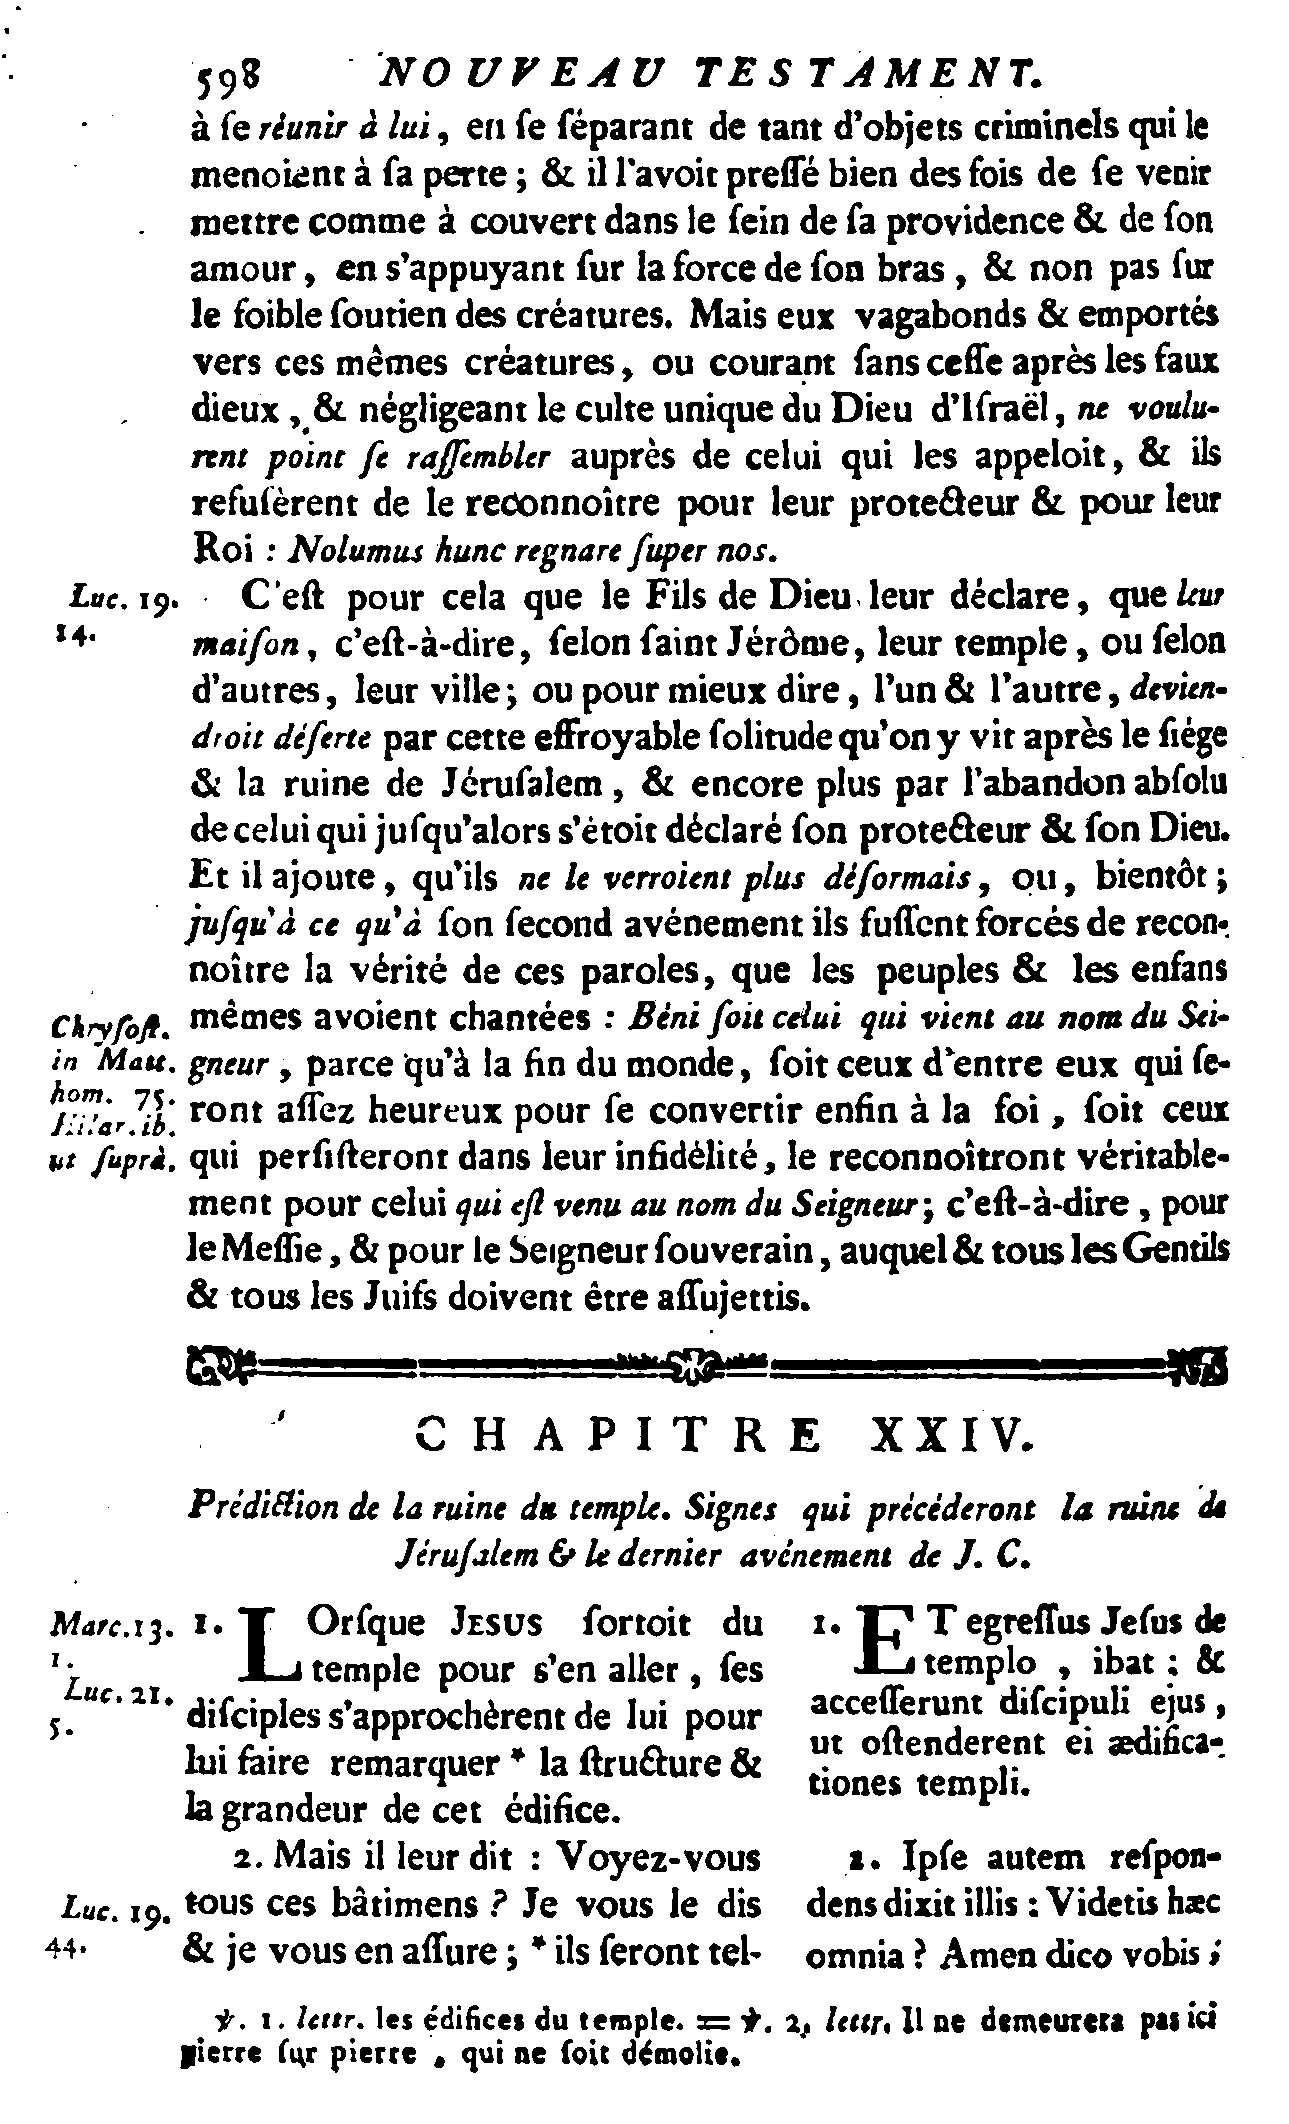 598 NOUVEAU TESTAMENT.
à ſe réunir à lui, en ſe ſéparant de tant d'objets criminels qui le
menoient à ſa perte ; & il l'avoit preſſé bien des fois de ſe venir
mettre comme à couvert dans le ſein de ſa providence & de ſon
amour, en s'appuyant ſur la force de ſon bras, & non pas ſur
le foible ſoutien des créatures. Mais eux vagabonds & emportés
vers ces mêmes créatures, ou courant ſans ceſſe après les faux
dieux, & négligeant le culte unique du Dieu d'Iſraël, ne voulu-
rent point ſe raſſembler auprès de celui qui les appeloit, & ils
refuſèrent de le reconnoître pour leur protecteur & pour leur
Roi : Nolumus hunc regnare ſuper nos.
Luc. 19.
14.
C'eſt pour cela que le Fils de Dieu leur déclare, que leur
maiſon, c'eſt-à-dire, ſelon ſaint Jérôme, leur temple, ou ſelon
d'autres, leur ville; ou pour mieux dire, l'un & l'autre, devien-
droit déſerte par cette effroyable ſolitude qu'on y vit après le ſiége
& la ruine de Jéruſalem, & encore plus par l'abandon abſolu
de celui qui juſqu'alors s'étoit déclaré ſon protecteur & ſon Dieu.
Et il ajoute, qu'ils ne le verroient plus déſormais, ou, bientôt ;
juſqu'à ce qu'à ſon ſecond avénement ils fuſſent forcés de recon-
noître la vérité de ces paroles, que les peuples & les enfans
mêmes avoient chantées : Béni ſoit celui qui vient au nom du Sei-
gneur, parce qu'à la fin du monde, ſoit ceux d'entre eux qui ſe-
ront aſſez heureux pour ſe convertir enfin à la foi, ſoit ceux
qui perſiſteront dans leur infidélité, le reconnoîtront véritable-
ment pour celui qui eſt venu au nom du Seigneur; c'eſt-à-dire, pour
le Meſſie, & pour le Seigneur ſouverain, auquel & tous les Gentils
& tous les Juifs doivent être aſſujettis.
Chryſoſt.
in Matt.
hom. 75.
Hilar. ib.
ut ſuprà.
CHAPITRE XXIV.
Prédiction de la ruine du temple. Signes qui précéderont la ruine de
Jéruſalem & le dernier avénement de J. C.
Marc. 13.
1.
Luc. 21.
5.
1. LOrſque JESUS ſortoit du
temple pour s'en aller, ſes
diſciples s'approchèrent de lui pour
lui faire remarquer * la ſtructure &
la grandeur de cet édifice.
2. Mais il leur dit : Voyez-vous
tous ces bâtimens ? Je vous le dis
& je vous en aſſure ; * ils ſeront tel-
Luc. 19.
44.
1. ET egreſſus Jeſus de
templo, ibat : &
acceſſerunt diſcipuli ejus,
ut oſtenderent ei ædifica-
tiones templi.
2. Ipſe autem reſpon-
dens dixit illis : Videtis hæc
omnia ? Amen dico vobis ;
℣. 1. lettr. les édifices du temple. = ℣. 2, lettr. Il ne demeurera pas ici
pierre ſur pierre, qui ne ſoit démolie.